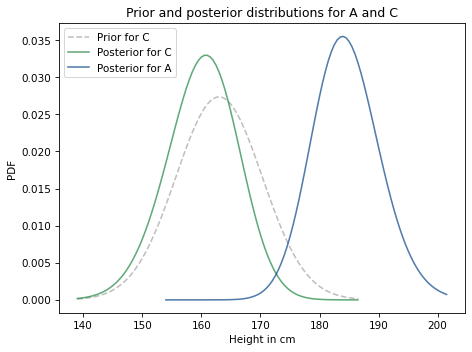 Prior and posterior distributions for A and C
Prior for C
Posterior for C
Posterior for A
PDF
0.035
0.030
0.025
0.020
0.015
0.010
0.005
0.000
140 150 160 170 180 190 200
Height in cm